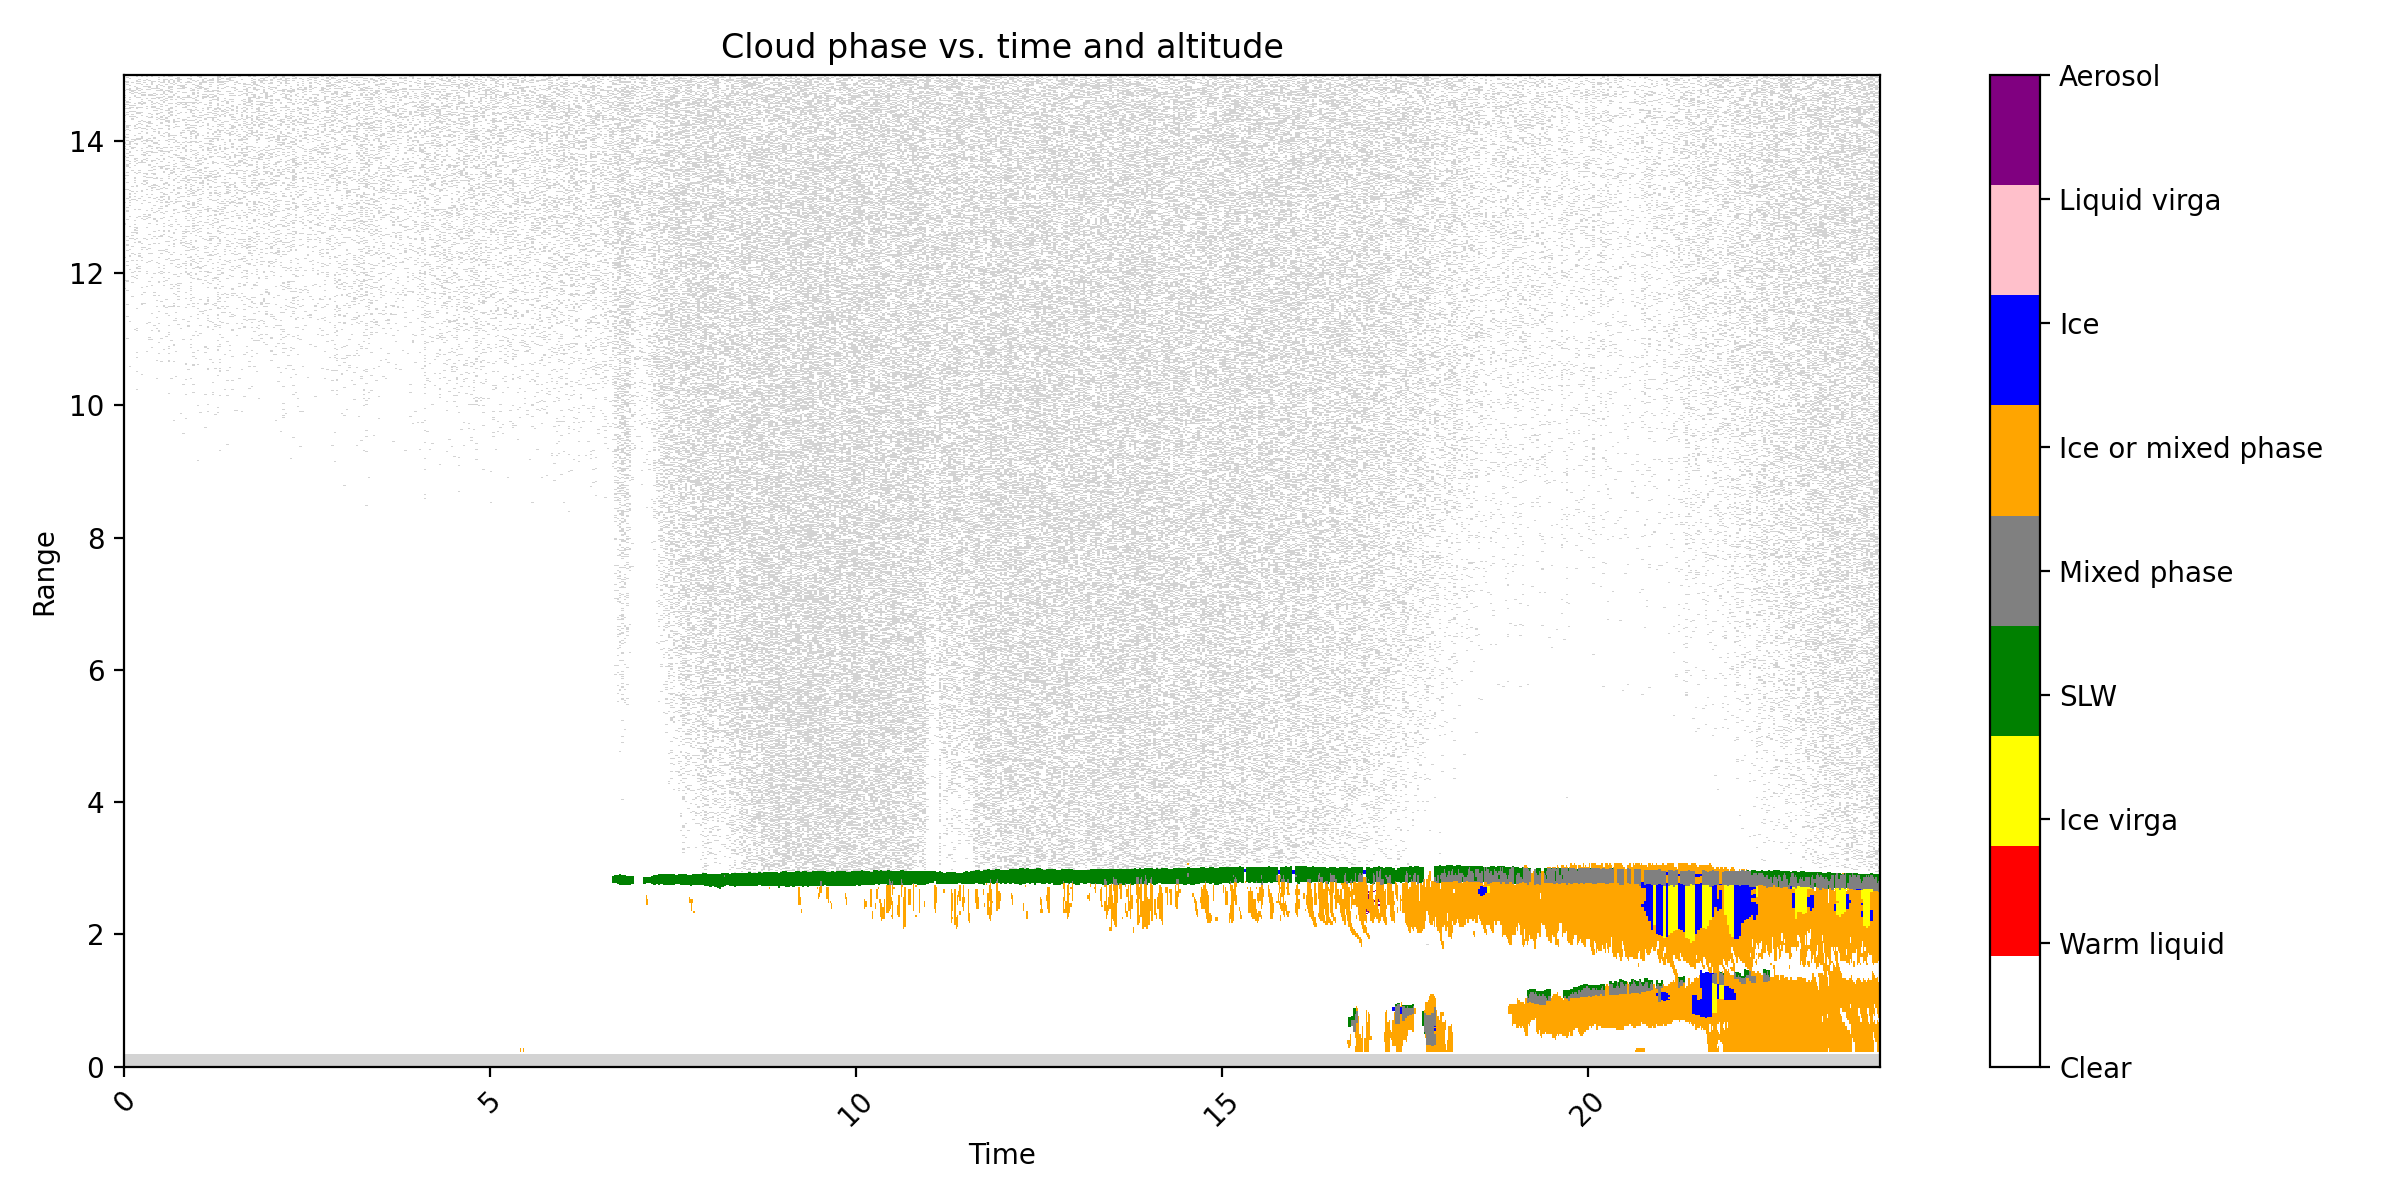 Cloud phase vs. time and altitude
Range
14
12
10
8
6
4
2
0
0
5
10
15
20
Time
Aerosol
Liquid virga
Ice
Ice or mixed phase
Mixed phase
SLW
Ice virga
Warm liquid
Clear